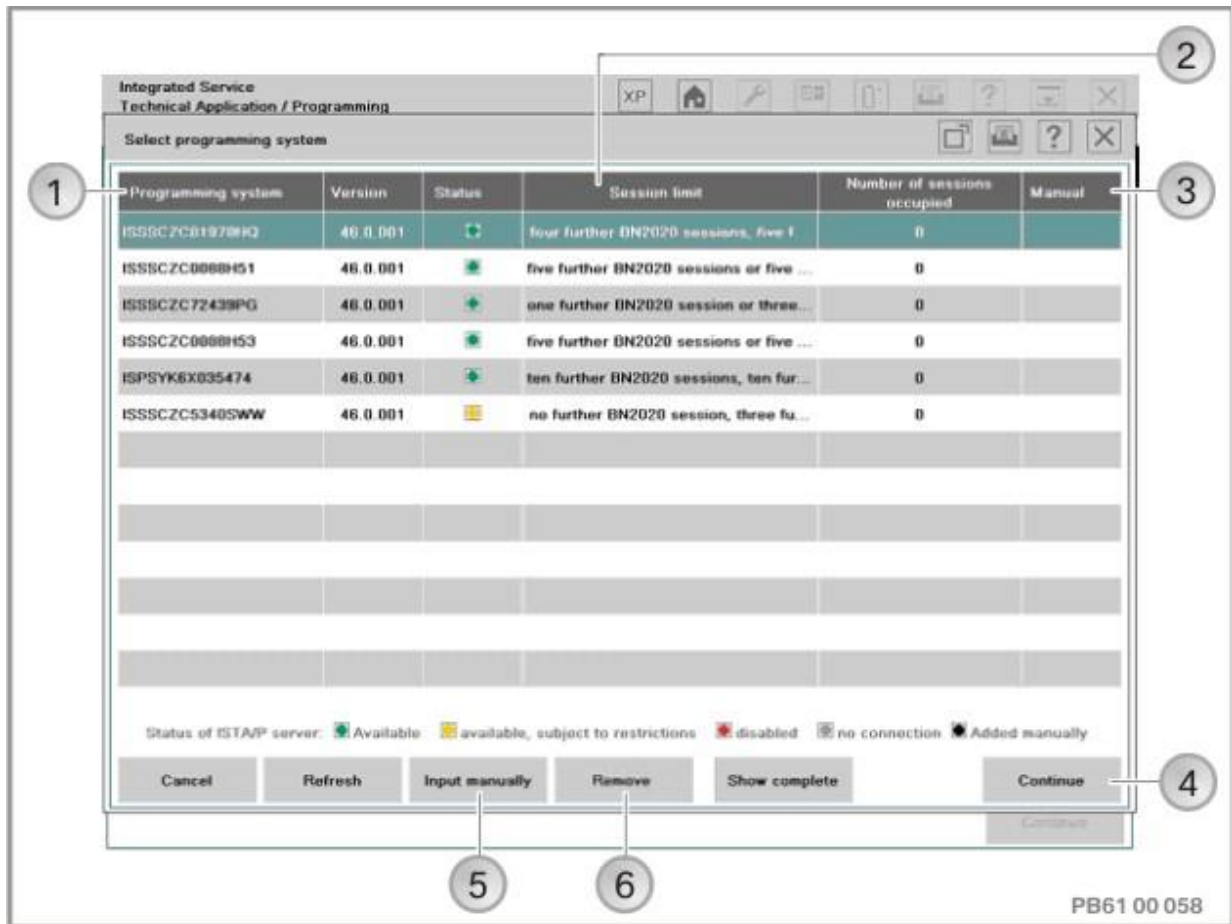 2
Integrated Service
Technical Application / Programming
XP
?
Select programming system
?
1
Programming system Version Status Session limit Number of sessions occupied Manual
3
ISSSCZC81978HQ 46.0.001 four further BN2020 sessions, five f 0
ISSSCZC0088H51 46.0.001 five further BN2020 sessions or five ... 0
ISSSCZC72439PG 46.0.001 one further BN2020 session or three... 0
ISSSCZC0088H53 46.0.001 five further BN2020 sessions or five ... 0
ISPSYK6X035474 46.0.001 ten further BN2020 sessions, ten fur... 0
ISSSCZC5340SWW 46.0.001 no further BN2020 session, three fu... 0
Status of ISTA/P server: Available available, subject to restrictions disabled no connection Added manually
Cancel Refresh Input manually Remove Show complete Continue
4
Continue
5 6
PB61 00 058